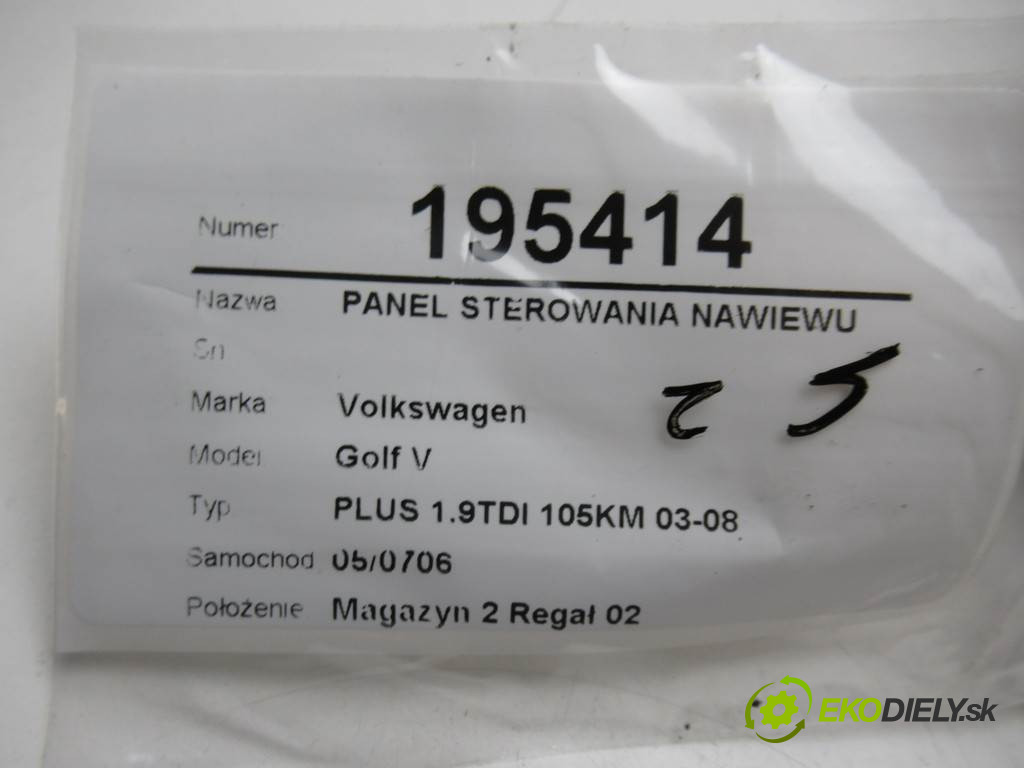 Numer 195414
Nazwa PANEL STEROWANIA NAWIEWU
Sn
Marka Volkswagen
Model Golf V
Typ PLUS 1.9TDI 105KM 03-08
Samochod 05/0706
Położenie Magazyn 2 Regał 02
EKODIELY.sk